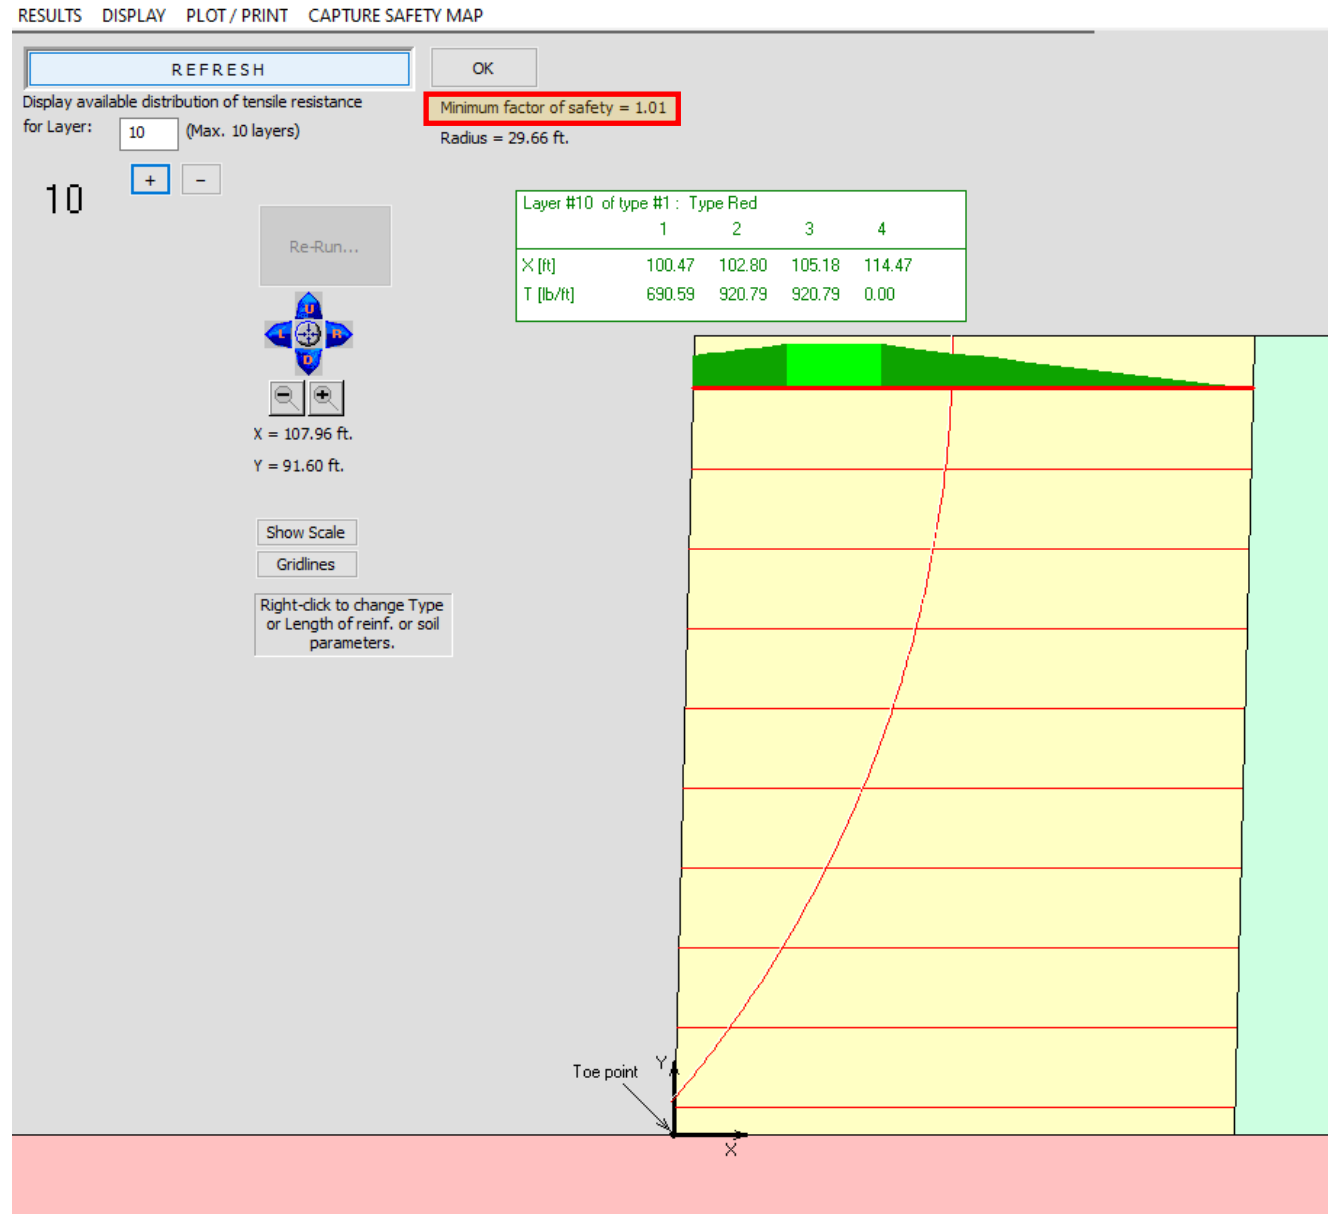 RESULTS DISPLAY PLOT / PRINT CAPTURE SAFETY MAP
REFRESH
OK
Display available distribution of tensile resistance
for Layer: 10 (Max. 10 layers)
Minimum factor of safety = 1.01
Radius = 29.66 ft.
+ -
10
Layer #10 of type #1 : Type Red
1 2 3 4
X [ft] 100.47 102.80 105.18 114.47
T [lb/ft] 690.59 920.79 920.79 0.00
Re-Run...
U
L R
D
X = 107.96 ft.
Y = 91.60 ft.
Show Scale
Gridlines
Right-click to change Type
or Length of reinf. or soil
parameters.
Toe point
Y
X